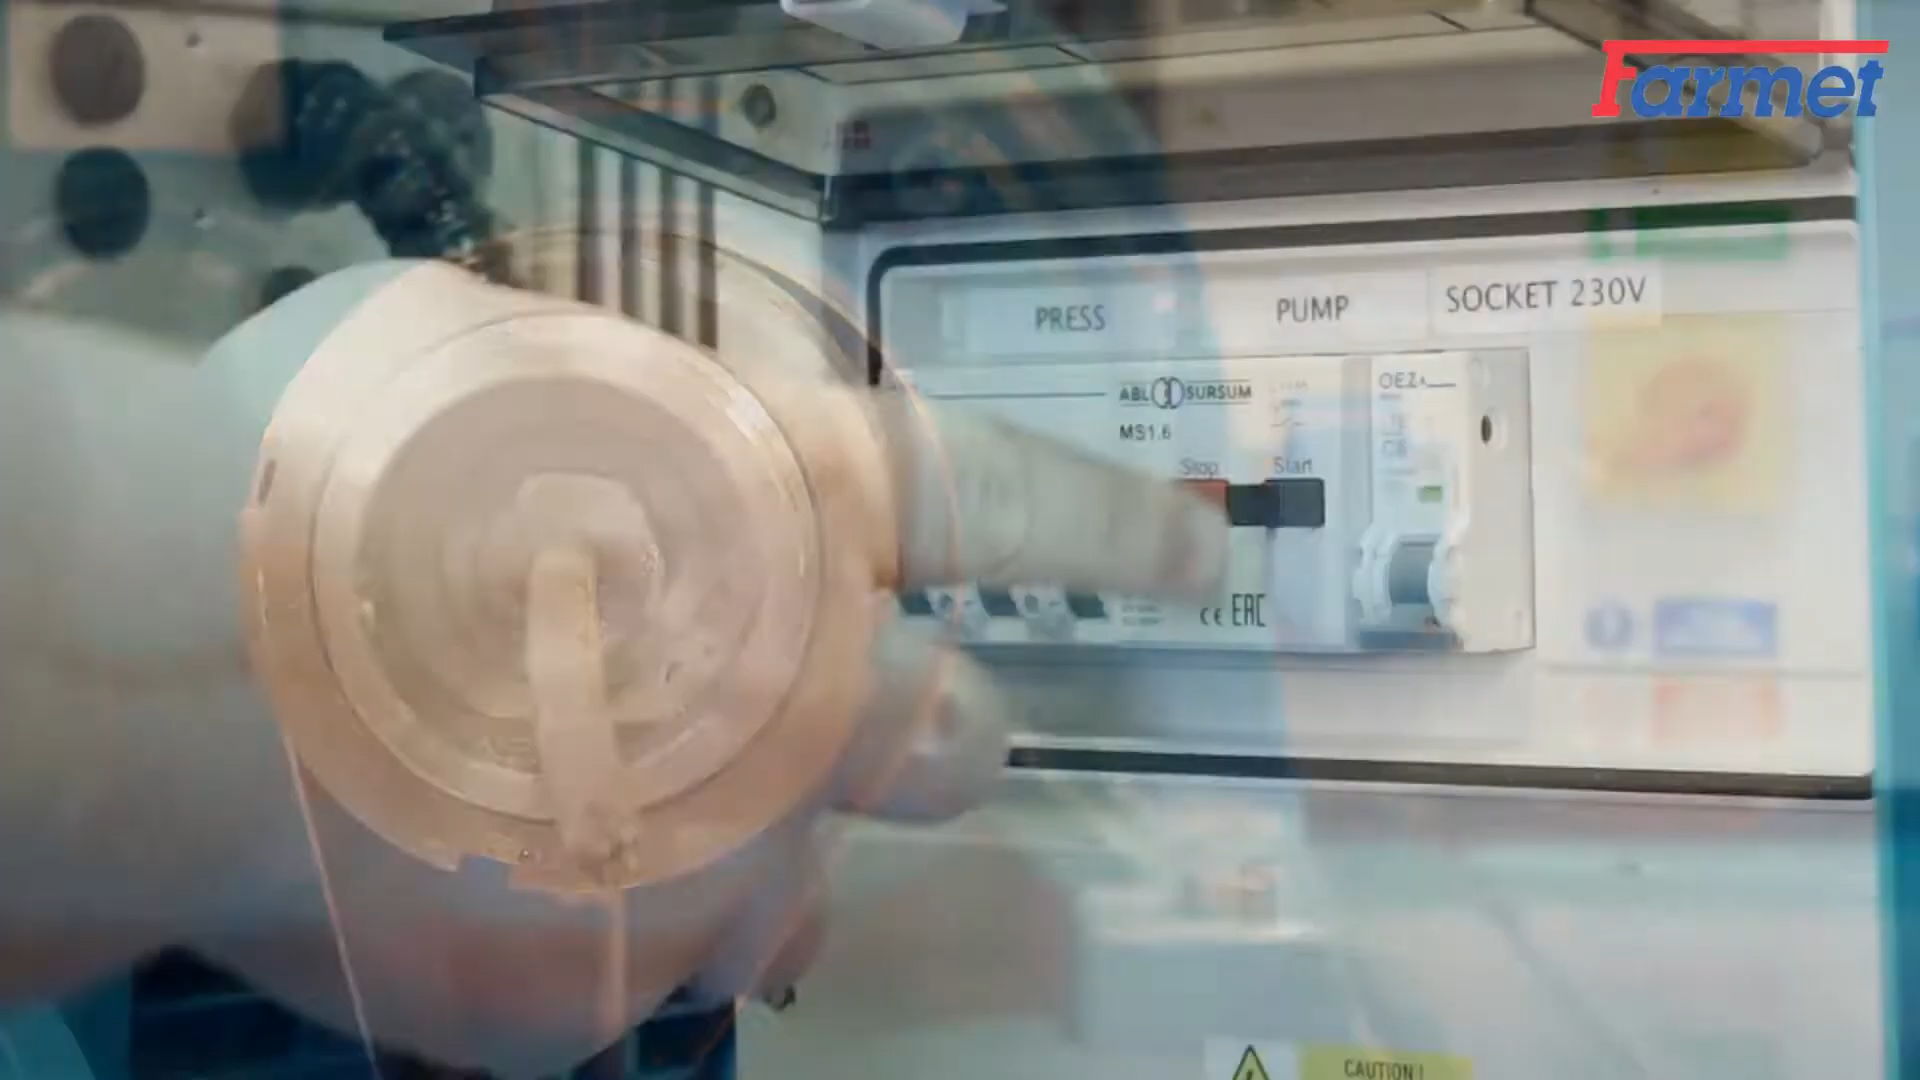 Farmet
PRESS
PUMP
SOCKET 230V
ABL SURSUM
OEZ
MS1.6
Stop
Start
CE EAC
CAUTION!